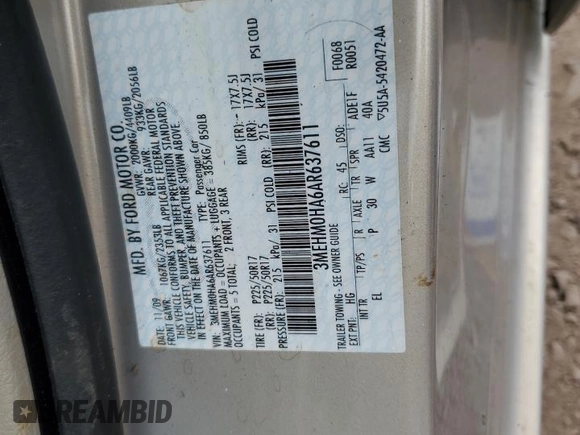 MFD. BY FORD MOTOR CO.
DATE: 11/09 GVWR: 2000KG/4409LB
FRONT GAWR: 1067KG/2353LB REAR GAWR: 933KG/2056LB
THIS VEHICLE CONFORMS TO ALL APPLICABLE FEDERAL MOTOR
VEHICLE SAFETY, BUMPER, AND THEFT PREVENTION STANDARDS
IN EFFECT ON THE DATE OF MANUFACTURE SHOWN ABOVE.
VIN: 3MEHM0HA6AR637611 TYPE: Passenger Car
MAXIMUM LOAD = OCCUPANTS + LUGGAGE = 385KG/ 850LB
OCCUPANTS = 5 TOTAL: 2 FRONT, 3 REAR
TIRE (FR): P225/50R17 RIMS (FR):- 17X7.5J
(RR): P225/50R17 (RR): 17X7.5J
(FR): 215 kPa/ 31 PSI COLD (RR): 215 kPa/ 31 PSI COLD
3MEHM0HA6AR637611
F0068
R0051
TRAILER TOWING - SEE OWNER GUIDE
EXT PNT: HG RC: 45 DSO: ADE1F
INT TR TP/PS R AXLE TR SPR 40A
EL P 30 W AA11
CMC
5U5A-5420472-AA
DREAMBID